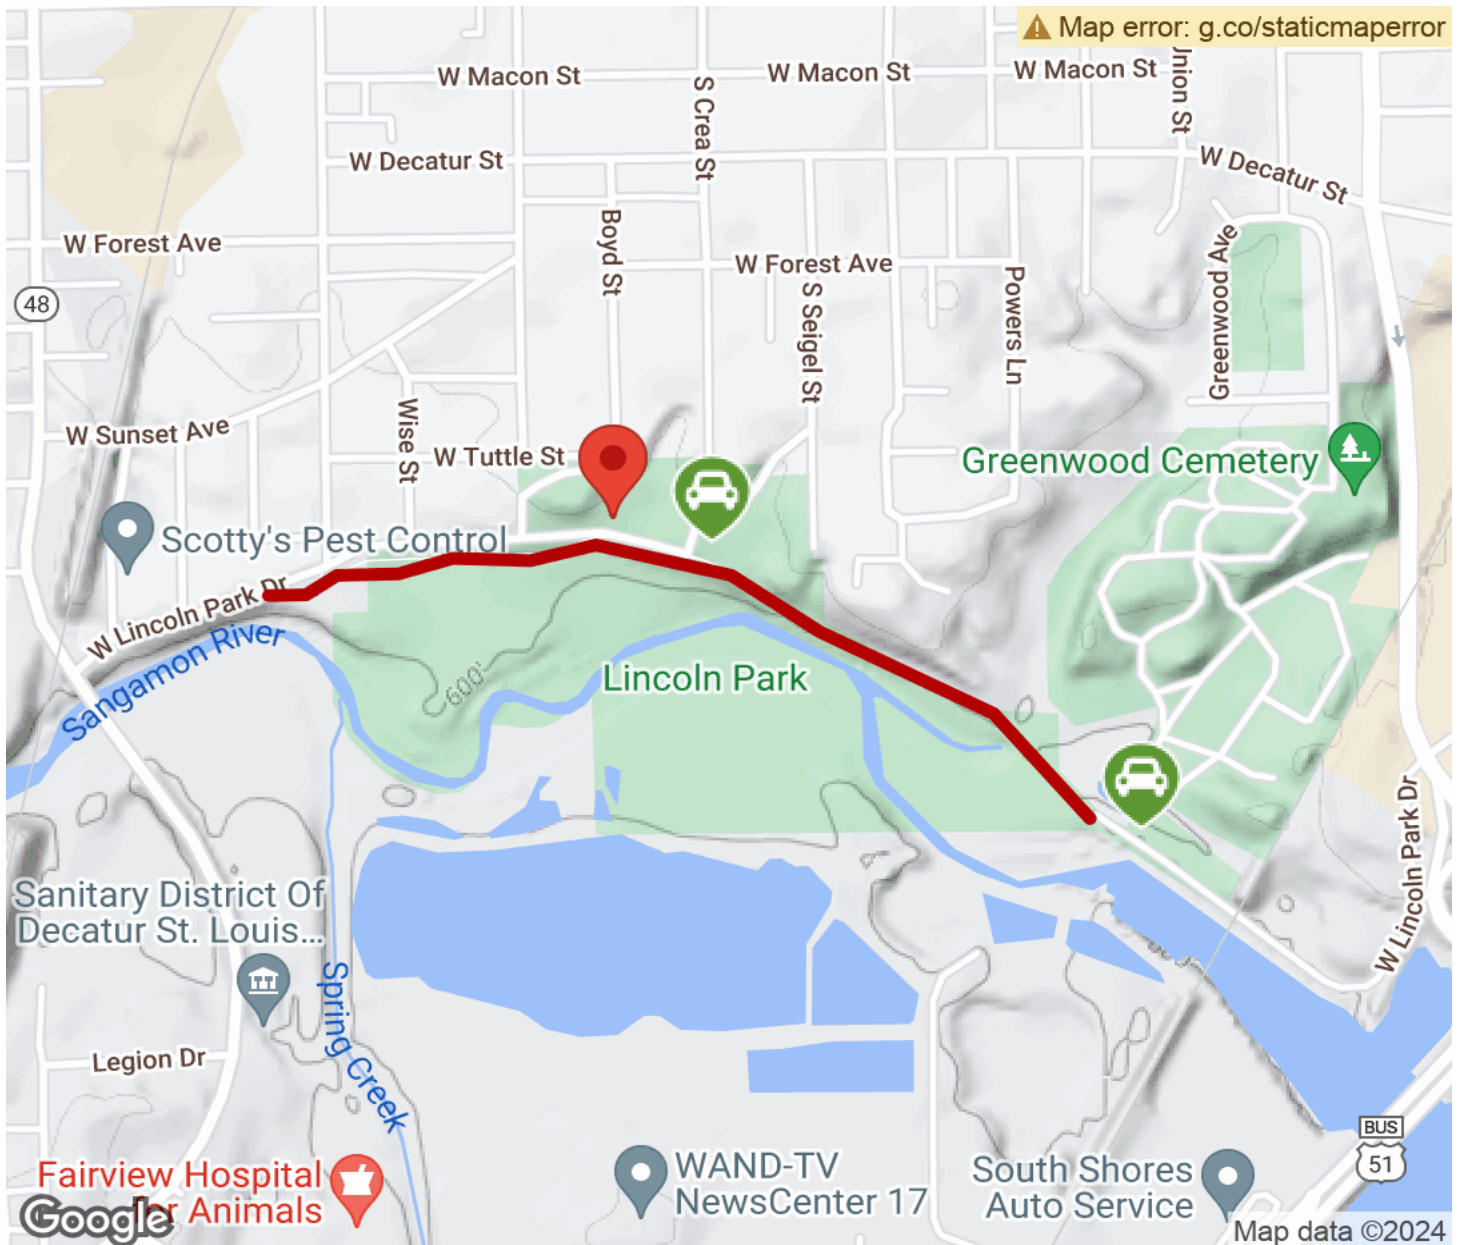 Map error: g.co/staticmaperror
W Macon St
W Macon St
W Macon St
S Crea St
Union St
W Decatur St
W Decatur St
Boyd St
W Forest Ave
W Forest Ave
Greenwood Ave
48
S Seigel St
Powers Ln
W Sunset Ave
Wise St
W Tuttle St
Greenwood Cemetery
Scotty's Pest Control
W Lincoln Park Dr
Sangamon River
600'
Lincoln Park
W Lincoln Park Dr
Sanitary District Of
Decatur St. Louis...
Spring Creek
Legion Dr
BUS
51
Fairview Hospital
for Animals
WAND-TV
NewsCenter 17
South Shores
Auto Service
Google
Map data ©2024